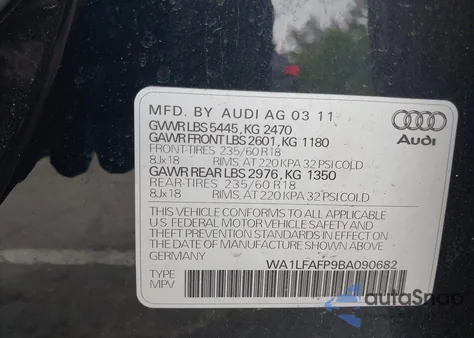 MFD. BY AUDI AG 03 11
GVWR LBS 5445, KG 2470
GAWR FRONT LBS 2601, KG 1180
FRONT-TIRES 235/60 R18
8Jx18 RIMS, AT 220 KPA 32 PSI COLD
GAWR REAR LBS 2976, KG 1350
REAR-TIRES 235/60 R18
8Jx18 RIMS, AT 220 KPA 32 PSI COLD
Audi
THIS VEHICLE CONFORMS TO ALL APPLICABLE
U.S FEDERAL MOTOR VEHICLE SAFETY AND
THEFT PREVENTION STANDARDS IN EFFECT ON
THE DATE OF MANUFACTURE SHOWN ABOVE.
GERMANY
WA1LFAFP9BA090682
TYPE
MPV
autaSnap